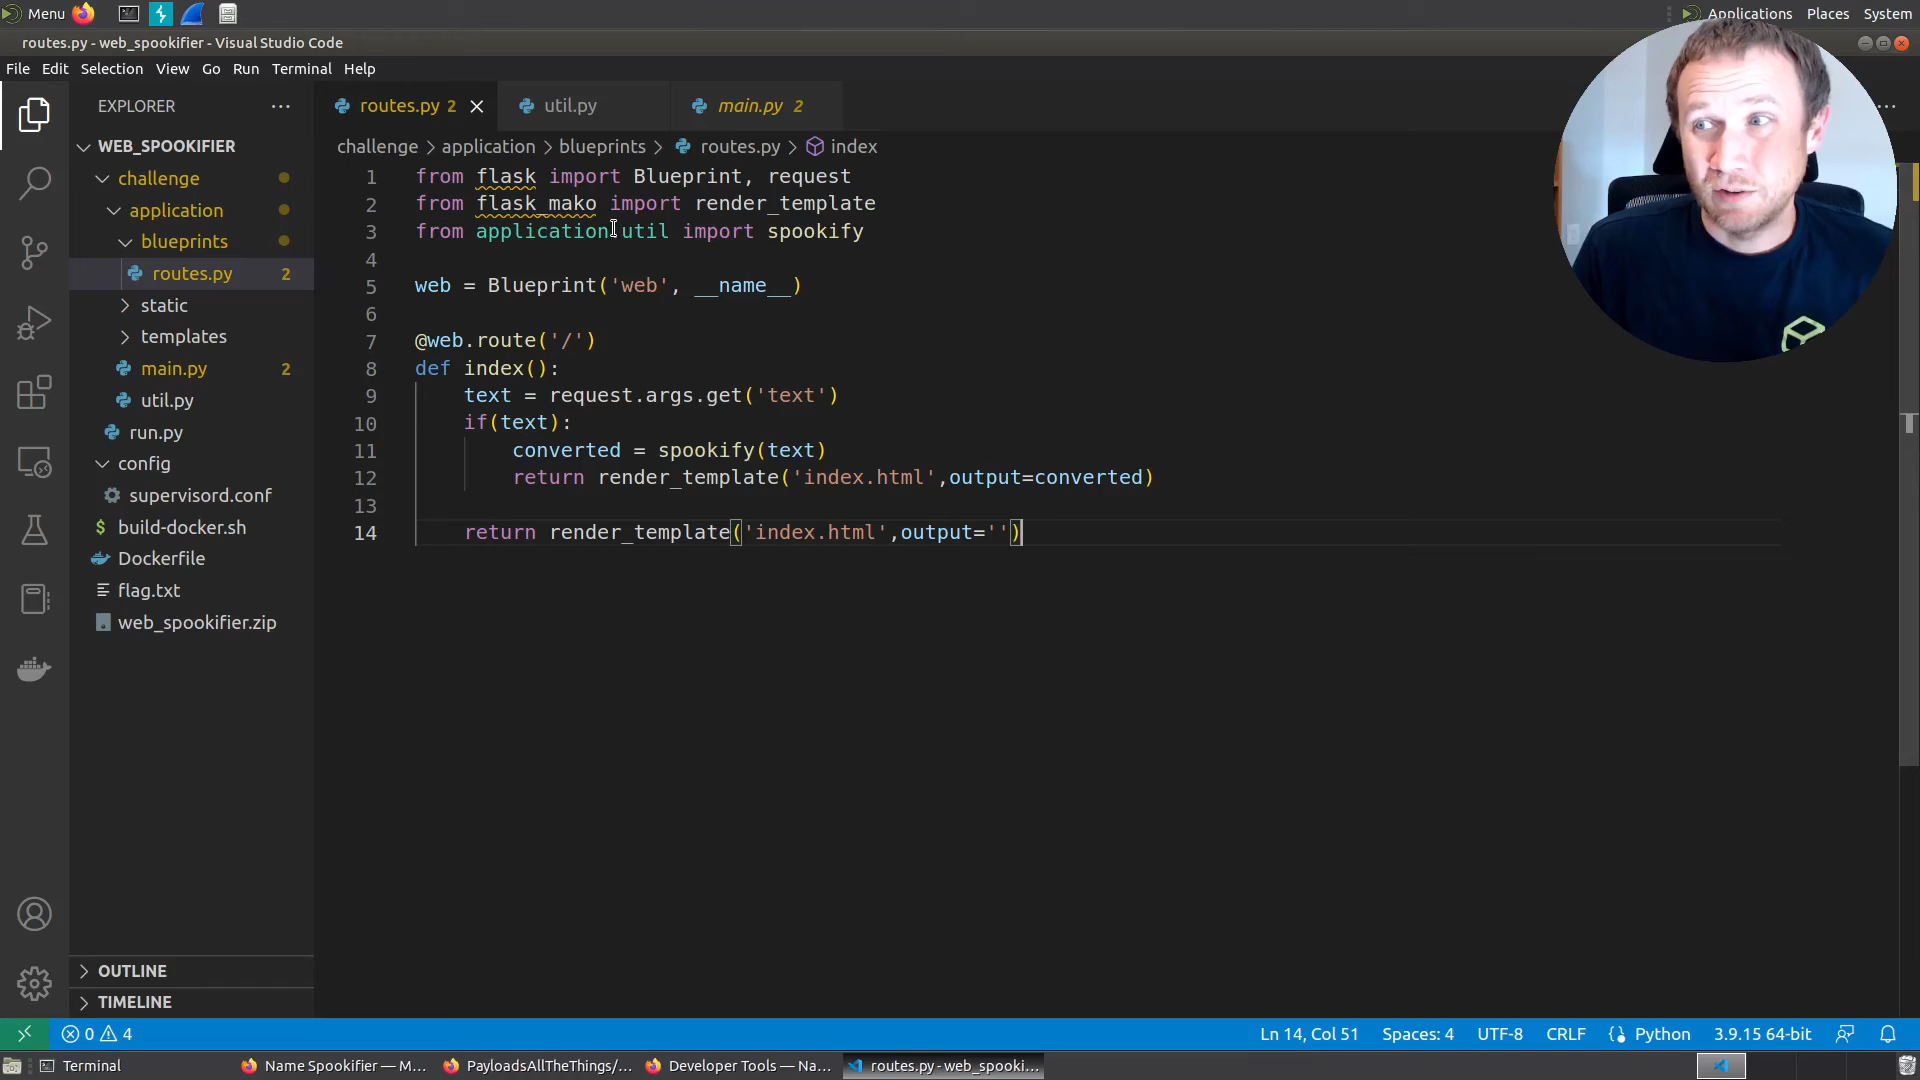 Menu
Applications Places System
routes.py - web_spookifier - Visual Studio Code
File Edit Selection View Go Run Terminal Help
EXPLORER
routes.py 2
util.py
main.py 2
WEB_SPOOKIFIER
challenge
application
blueprints
routes.py 2
static
templates
main.py 2
util.py
run.py
config
supervisord.conf
build-docker.sh
Dockerfile
flag.txt
web_spookifier.zip
OUTLINE
TIMELINE
challenge > application > blueprints > routes.py > index
1 from flask import Blueprint, request
2 from flask_mako import render_template
3 from application.util import spookify
4
5 web = Blueprint('web', __name__)
6
7 @web.route('/')
8 def index():
9 text = request.args.get('text')
10 if(text):
11 converted = spookify(text)
12 return render_template('index.html',output=converted)
13
14 return render_template('index.html',output='')
0 4
Ln 14, Col 51 Spaces: 4 UTF-8 CRLF Python 3.9.15 64-bit
Terminal
Name Spookifier — M...
PayloadsAllTheThings/...
Developer Tools — Na...
routes.py - web_spooki...